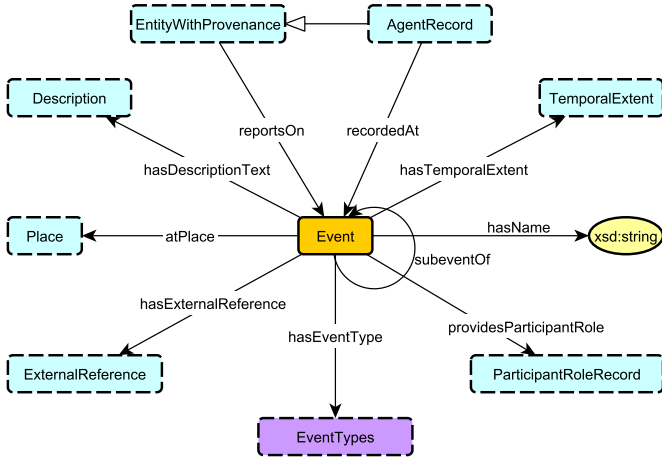 EntityWithProvenance
AgentRecord
Description
TemporalExtent
reportsOn
recordedAt
hasDescriptionText
hasTemporalExtent
Place
atPlace
Event
hasName
xsd:string
subeventOf
hasExternalReference
hasEventType
providesParticipantRole
ExternalReference
ParticipantRoleRecord
EventTypes